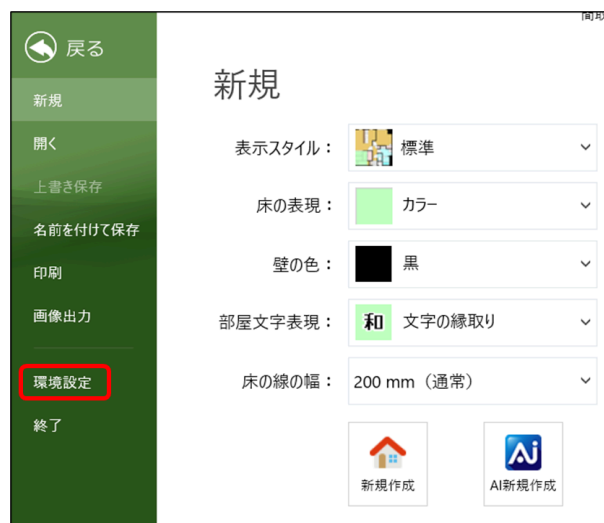 間取
戻る
新規
開く
上書き保存
名前を付けて保存
印刷
画像出力
環境設定
終了
新規
表示スタイル： 標準
床の表現： カラー
壁の色： 黒
部屋文字表現： 和 文字の縁取り
床の線の幅： 200 mm（通常）
新規作成
Ai
AI新規作成